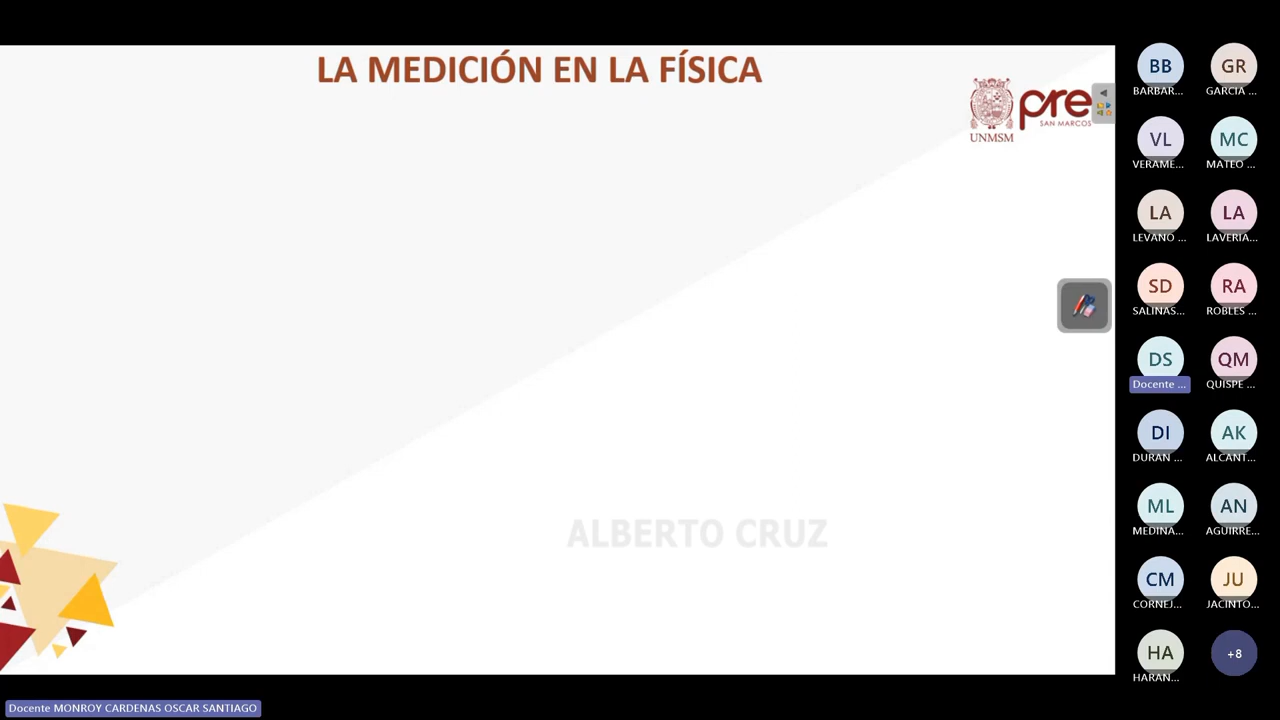 LA MEDICIÓN EN LA FÍSICA
UNMSM
pre
SAN MARCOS
ALBERTO CRUZ
BB
BARBAR...
GR
GARCIA ...
VL
VERAME...
MC
MATEO ...
LA
LEVANO ...
LA
LAVERIA...
SD
SALINAS...
RA
ROBLES ...
DS
Docente ...
QM
QUISPE ...
DI
DURAN ...
AK
ALCANT...
ML
MEDINA...
AN
AGUIRRE...
CM
CORNEJ...
JU
JACINTO...
HA
HARAN...
+8
Docente MONROY CARDENAS OSCAR SANTIAGO